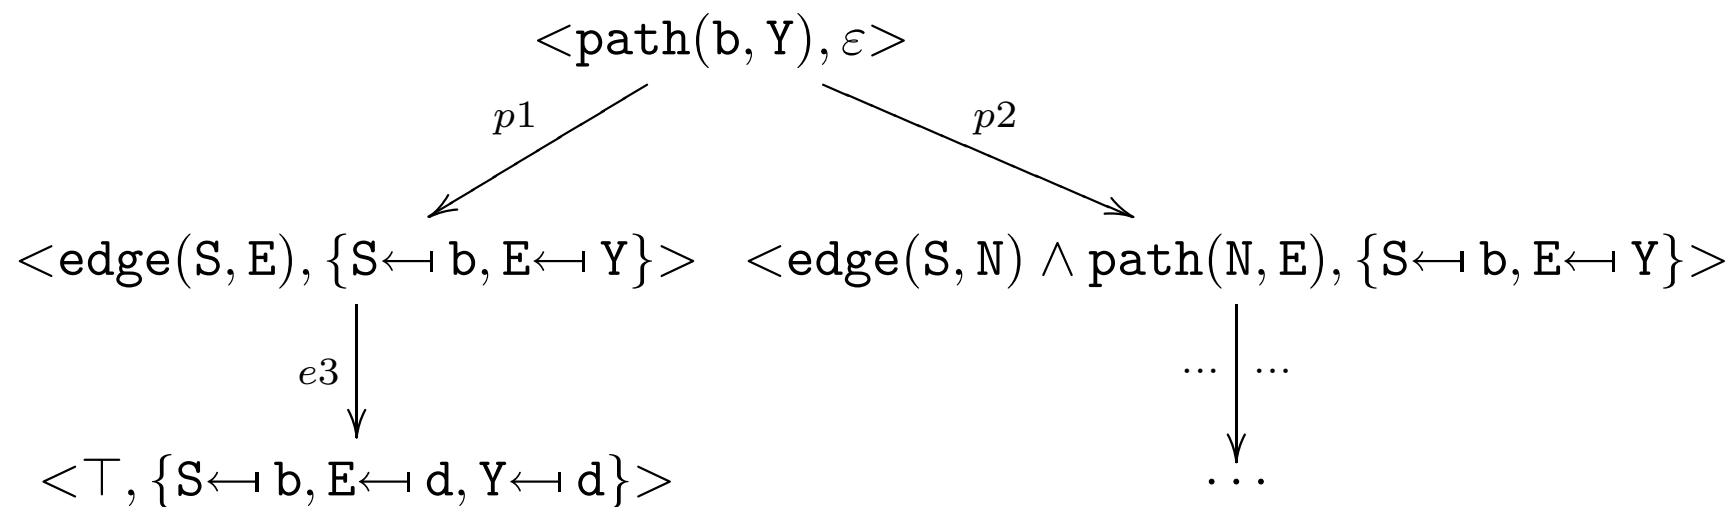 <path(b, Y), ε>
p1 p2
<edge(S, E), {S↤ b, E↤ Y}> <edge(S, N) ∧ path(N, E), {S↤ b, E↤ Y}>
e3 ... ...
<⊤, {S↤ b, E↤ d, Y↤ d}> ...